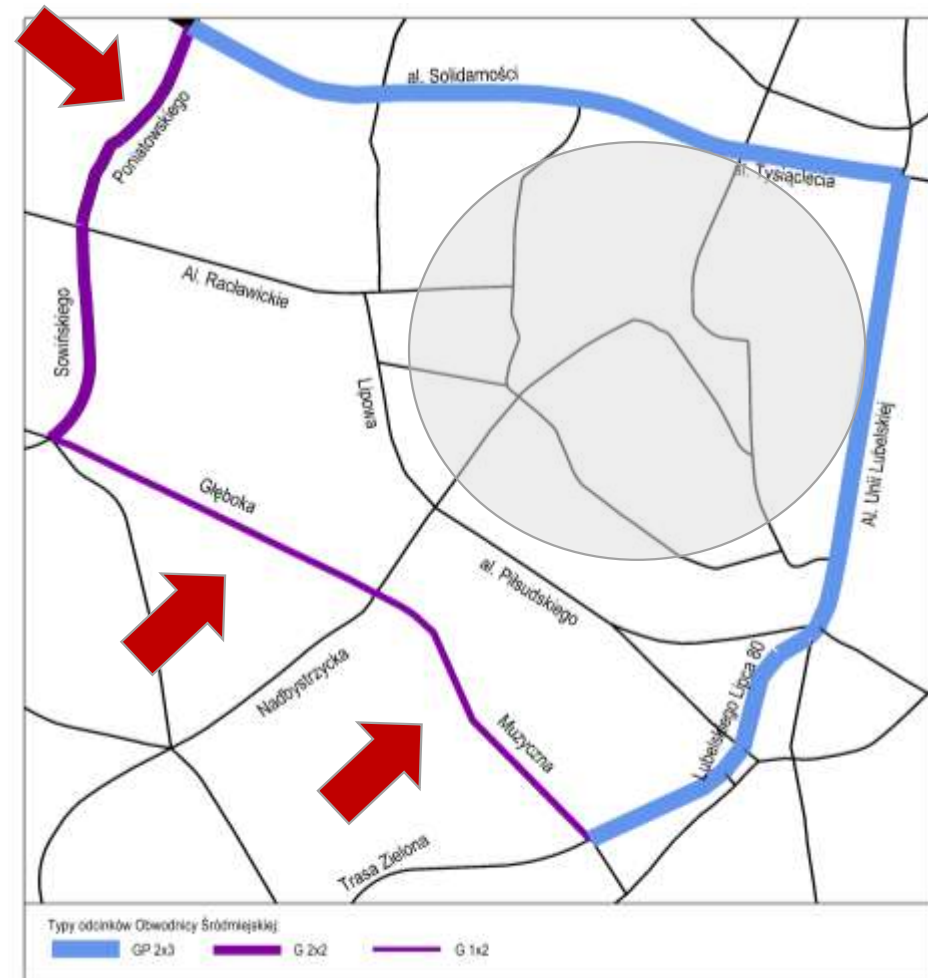 al. Solidarności
Poniatowskiego
al. Tysiąclecia
Al. Racławickie
Sowińskiego
Lipowa
Al. Unii Lubelskiej
Głęboka
al. Piłsudskiego
Nadbystrzycka
Lubelskiego Lipca 80
Muzyczna
Trasa Zielona
Typy odcinków Obwodnicy Śródmiejskiej:
GP 2x3 G 2x2 G 1x2